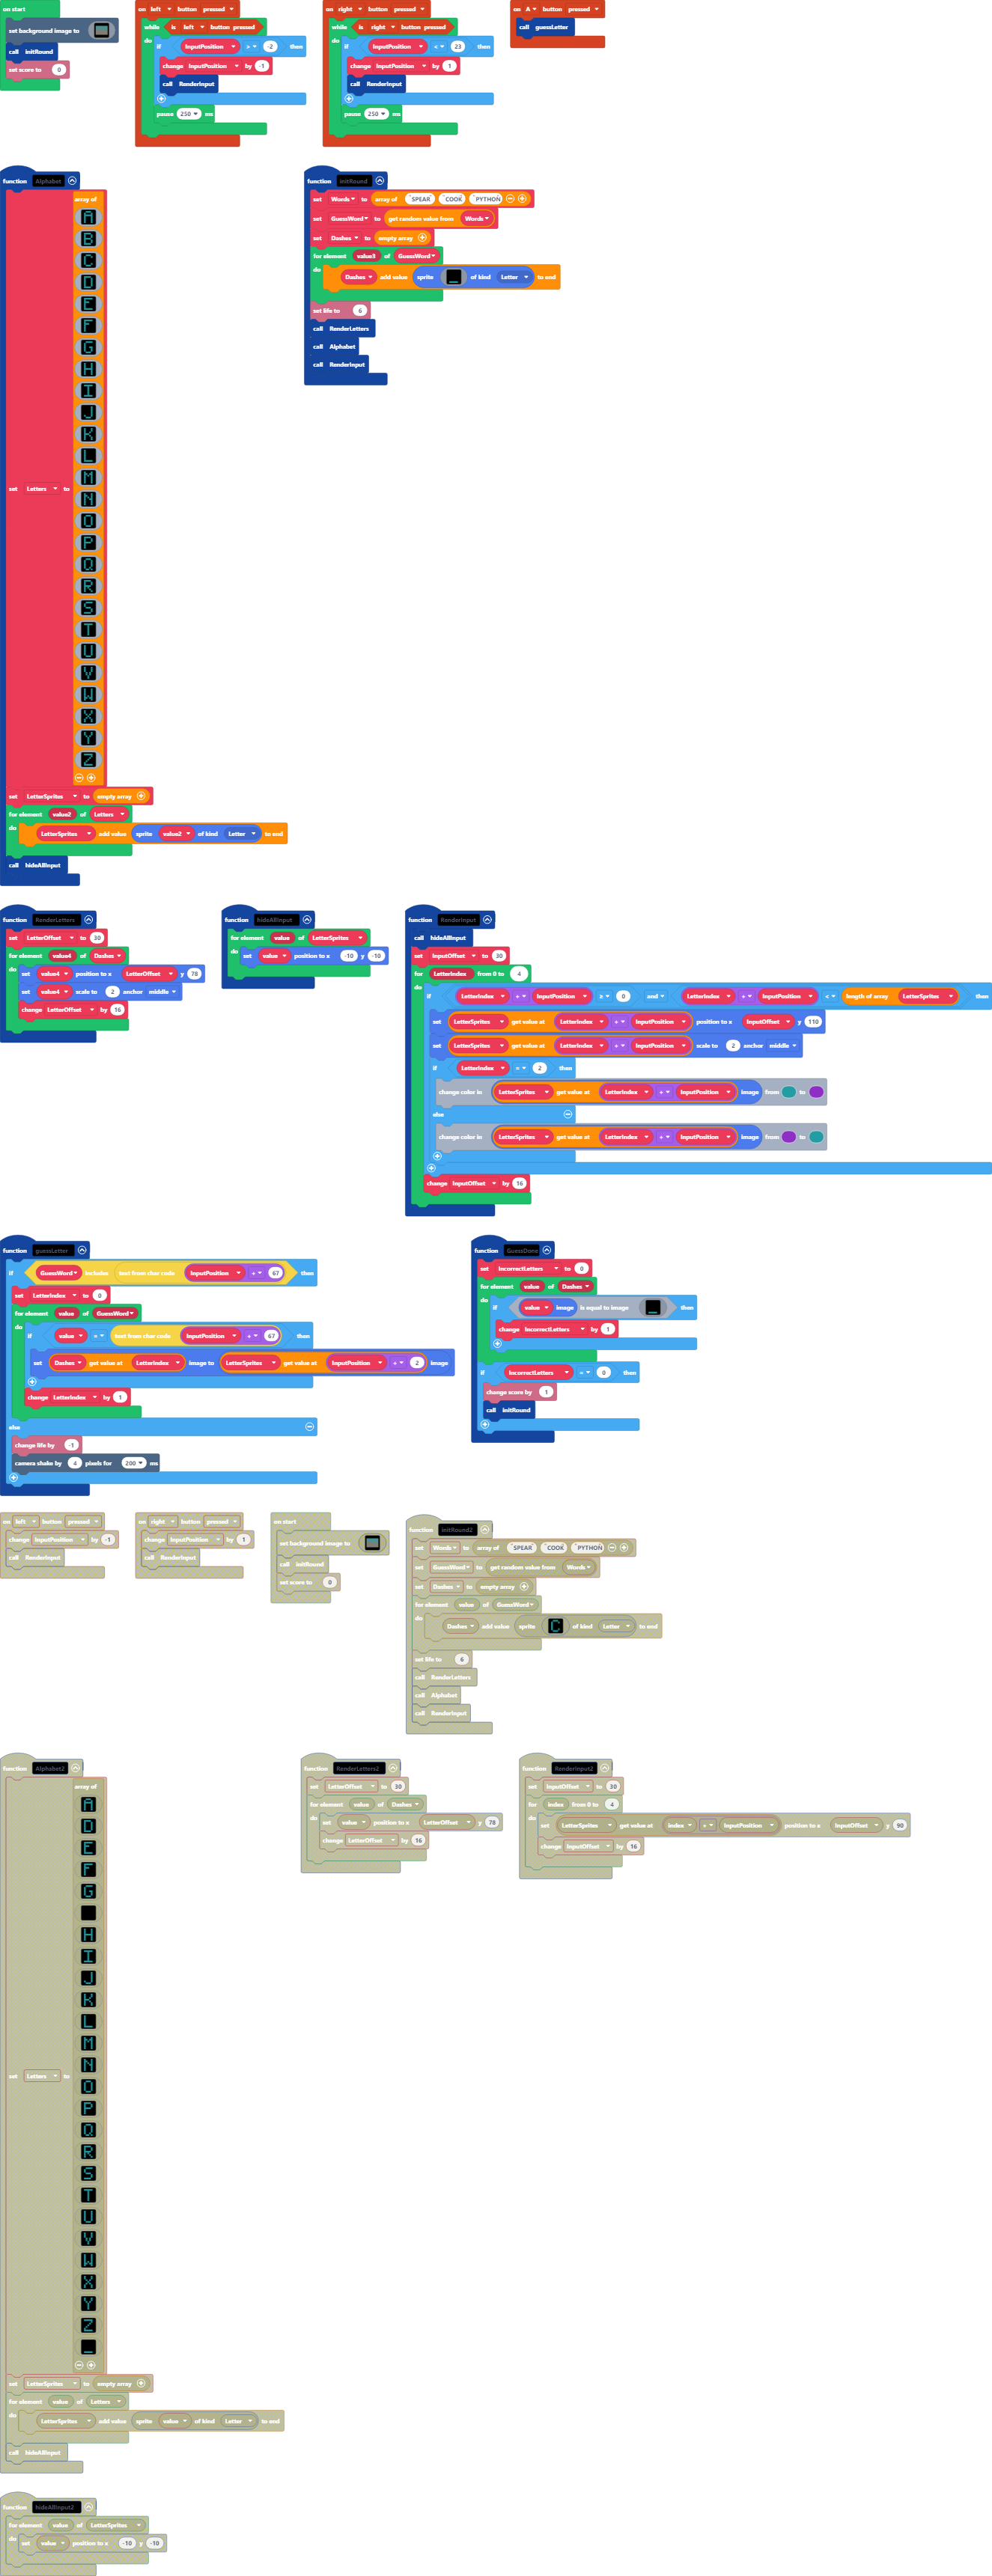 on start
set background image to
call initRound
set score to 0
on left button pressed
while is left button pressed
do
if InputPosition > -2 then
change InputPosition by -1
call RenderInput
pause 250 ms
on right button pressed
while is right button pressed
do
if InputPosition < 23 then
change InputPosition by 1
call RenderInput
pause 250 ms
on A button pressed
call guessLetter
function Alphabet
set Letters to
array of
A
B
C
D
E
F
G
H
I
J
K
L
M
N
O
P
Q
R
S
T
U
V
W
X
Y
Z
set LetterSprites to empty array
for element value2 of Letters
do
LetterSprites add value sprite value2 of kind Letter to end
call hideAllInput
function initRound
set Words to array of "SPEAR" "COOK" "PYTHON"
set GuessWord to get random value from Words
set Dashes to empty array
for element value3 of GuessWord
do
Dashes add value sprite _ of kind Letter to end
set life to 6
call RenderLetters
call Alphabet
call RenderInput
function RenderLetters
set LetterOffset to 30
for element value4 of Dashes
do
set value4 position to x LetterOffset y 78
set value4 scale to 2 anchor middle
change LetterOffset by 16
function hideAllInput
for element value of LetterSprites
do
set value position to x -10 y -10
function RenderInput
call hideAllInput
set InputOffset to 30
for LetterIndex from 0 to 4
do
if LetterIndex + InputPosition ≥ 0 and LetterIndex + InputPosition < length of array LetterSprites then
set LetterSprites get value at LetterIndex + InputPosition position to x InputOffset y 110
set LetterSprites get value at LetterIndex + InputPosition scale to 2 anchor middle
if LetterIndex = 2 then
change color in LetterSprites get value at LetterIndex + InputPosition image from to
else
change color in LetterSprites get value at LetterIndex + InputPosition image from to
change InputOffset by 16
function guessLetter
if GuessWord includes text from char code InputPosition + 67 then
set LetterIndex to 0
for element value of GuessWord
do
if value = text from char code InputPosition + 67 then
set Dashes get value at LetterIndex image to LetterSprites get value at InputPosition + 2 image
change LetterIndex by 1
else
change life by -1
camera shake by 4 pixels for 200 ms
function GuessDone
set IncorrectLetters to 0
for element value of Dashes
do
if value image is equal to image _ then
change IncorrectLetters by 1
if IncorrectLetters = 0 then
change score by 1
call initRound
on left button pressed
change InputPosition by -1
call RenderInput
on right button pressed
change InputPosition by 1
call RenderInput
on start
set background image to
call initRound
set score to 0
function initRound2
set Words to array of "SPEAR" "COOK" "PYTHON"
set GuessWord to get random value from Words
set Dashes to empty array
for element value of GuessWord
do
Dashes add value sprite C of kind Letter to end
set life to 6
call RenderLetters
call Alphabet
call RenderInput
function Alphabet2
set Letters to
array of
A
D
E
F
G
H
I
J
K
L
M
N
O
P
Q
R
S
T
U
V
W
X
Y
Z
_
set LetterSprites to empty array
for element value of Letters
do
LetterSprites add value sprite value of kind Letter to end
call hideAllInput
function RenderLetters2
set LetterOffset to 30
for element value of Dashes
do
set value position to x LetterOffset y 78
change LetterOffset by 16
function RenderInput2
set InputOffset to 30
for index from 0 to 4
do
set LetterSprites get value at index + InputPosition position to x InputOffset y 90
change InputOffset by 16
function hideAllInput2
for element value of LetterSprites
do
set value position to x -10 y -10